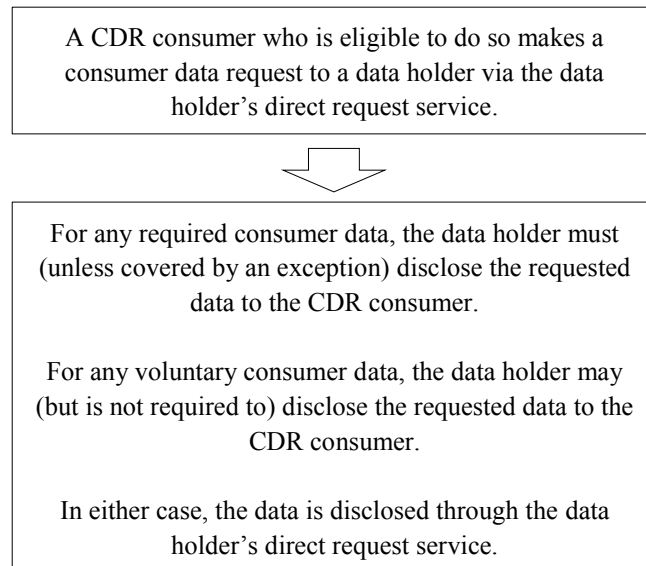 A CDR consumer who is eligible to do so makes a
consumer data request to a data holder via the data
holder’s direct request service.
For any required consumer data, the data holder must
(unless covered by an exception) disclose the requested
data to the CDR consumer.
For any voluntary consumer data, the data holder may
(but is not required to) disclose the requested data to the
CDR consumer.
In either case, the data is disclosed through the data
holder’s direct request service.